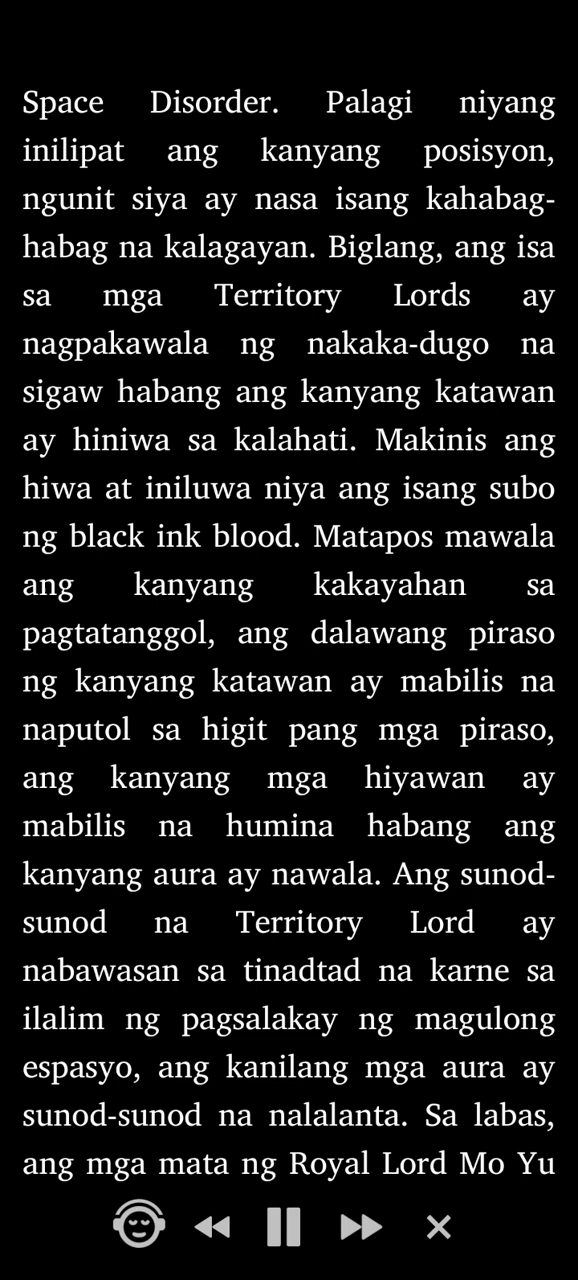 Space Disorder. Palagi niyang
inilipat ang kanyang posisyon,
ngunit siya ay nasa isang kahabag-
habag na kalagayan. Biglang, ang isa
sa mga Territory Lords ay
nagpakawala ng nakaka-dugo na
sigaw habang ang kanyang katawan
ay hiniwa sa kalahati. Makinis ang
hiwa at iniluwa niya ang isang subo
ng black ink blood. Matapos mawala
ang kanyang kakayahan sa
pagtatanggol, ang dalawang piraso
ng kanyang katawan ay mabilis na
naputol sa higit pang mga piraso,
ang kanyang mga hiyawan ay
mabilis na humina habang ang
kanyang aura ay nawala. Ang sunod-
sunod na Territory Lord ay
nabawasan sa tinadtad na karne sa
ilalim ng pagsalakay ng magulong
espasyo, ang kanilang mga aura ay
sunod-sunod na nalalanta. Sa labas,
ang mga mata ng Royal Lord Mo Yu